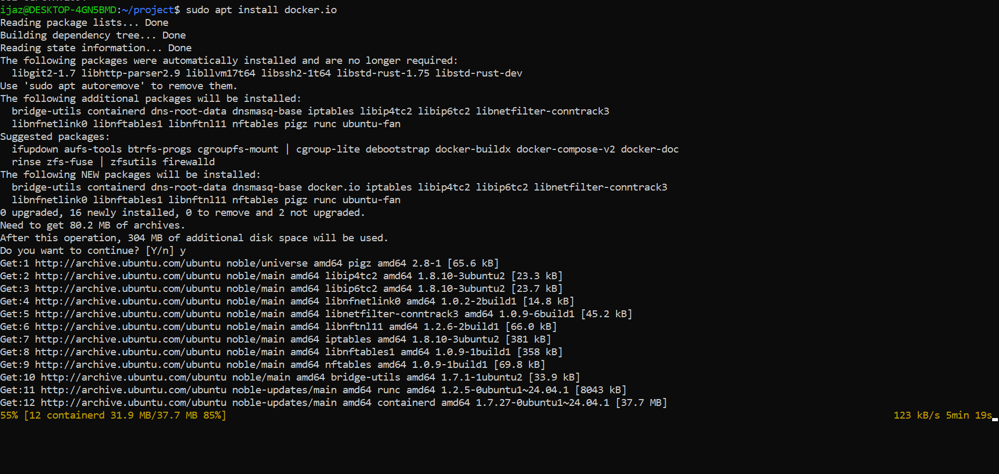 ijaz@DESKTOP-4GN5BMD:~/project$ sudo apt install docker.io
Reading package lists... Done
Building dependency tree... Done
Reading state information... Done
The following packages were automatically installed and are no longer required:
  libgit2-1.7 libhttp-parser2.9 libllvm17t64 libssh2-1t64 libstd-rust-1.75 libstd-rust-dev
Use 'sudo apt autoremove' to remove them.
The following additional packages will be installed:
  bridge-utils containerd dns-root-data dnsmasq-base iptables libip4tc2 libip6tc2 libnetfilter-conntrack3
  libnfnetlink0 libnftables1 libnftnl11 nftables pigz runc ubuntu-fan
Suggested packages:
  ifupdown aufs-tools btrfs-progs cgroupfs-mount | cgroup-lite debootstrap docker-buildx docker-compose-v2 docker-doc
  rinse zfs-fuse | zfsutils firewalld
The following NEW packages will be installed:
  bridge-utils containerd dns-root-data dnsmasq-base docker.io iptables libip4tc2 libip6tc2 libnetfilter-conntrack3
  libnfnetlink0 libnftables1 libnftnl11 nftables pigz runc ubuntu-fan
0 upgraded, 16 newly installed, 0 to remove and 2 not upgraded.
Need to get 80.2 MB of archives.
After this operation, 304 MB of additional disk space will be used.
Do you want to continue? [Y/n] y
Get:1 http://archive.ubuntu.com/ubuntu noble/universe amd64 pigz amd64 2.8-1 [65.6 kB]
Get:2 http://archive.ubuntu.com/ubuntu noble/main amd64 libip4tc2 amd64 1.8.10-3ubuntu2 [23.3 kB]
Get:3 http://archive.ubuntu.com/ubuntu noble/main amd64 libip6tc2 amd64 1.8.10-3ubuntu2 [23.7 kB]
Get:4 http://archive.ubuntu.com/ubuntu noble/main amd64 libnfnetlink0 amd64 1.0.2-2build1 [14.8 kB]
Get:5 http://archive.ubuntu.com/ubuntu noble/main amd64 libnetfilter-conntrack3 amd64 1.0.9-6build1 [45.2 kB]
Get:6 http://archive.ubuntu.com/ubuntu noble/main amd64 libnftnl11 amd64 1.2.6-2build1 [66.0 kB]
Get:7 http://archive.ubuntu.com/ubuntu noble/main amd64 iptables amd64 1.8.10-3ubuntu2 [381 kB]
Get:8 http://archive.ubuntu.com/ubuntu noble/main amd64 libnftables1 amd64 1.0.9-1build1 [358 kB]
Get:9 http://archive.ubuntu.com/ubuntu noble/main amd64 nftables amd64 1.0.9-1build1 [69.8 kB]
Get:10 http://archive.ubuntu.com/ubuntu noble/main amd64 bridge-utils amd64 1.7.1-1ubuntu2 [33.9 kB]
Get:11 http://archive.ubuntu.com/ubuntu noble-updates/main amd64 runc amd64 1.2.5-0ubuntu1~24.04.1 [8043 kB]
Get:12 http://archive.ubuntu.com/ubuntu noble-updates/main amd64 containerd amd64 1.7.27-0ubuntu1~24.04.1 [37.7 MB]
55% [12 containerd 31.9 MB/37.7 MB 85%] 123 kB/s 5min 19s